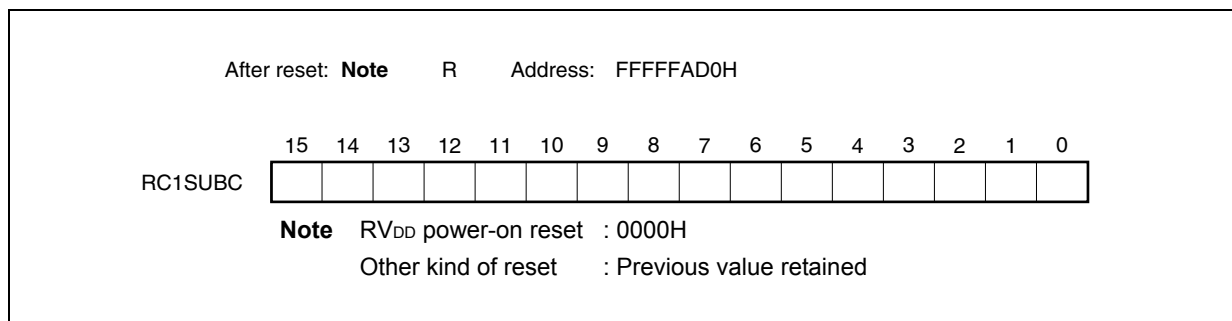 After reset: Note R Address: FFFFFAD0H
15 14 13 12 11 10 9 8 7 6 5 4 3 2 1 0
RC1SUBC
Note RVDD power-on reset : 0000H
Other kind of reset : Previous value retained